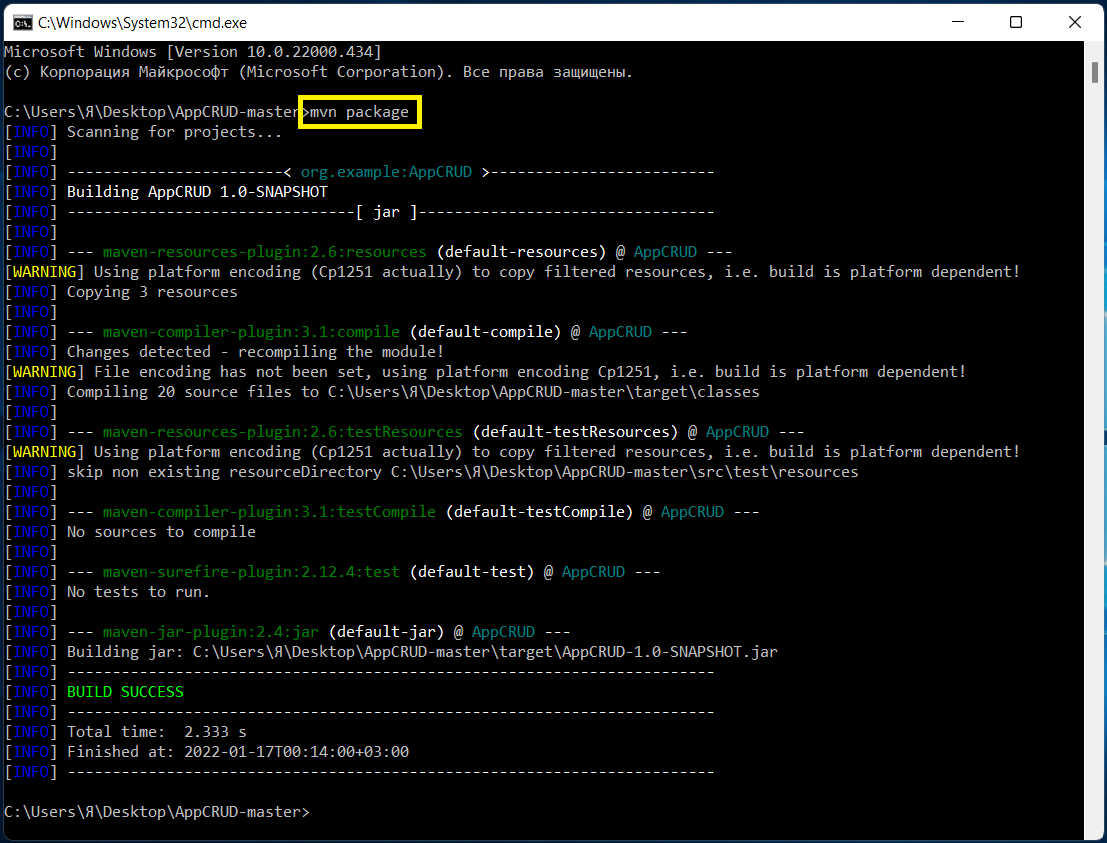 C:\Windows\System32\cmd.exe
Microsoft Windows [Version 10.0.22000.434]
(c) Корпорация Майкрософт (Microsoft Corporation). Все права защищены.
C:\Users\Я\Desktop\AppCRUD-master>mvn package
[INFO] Scanning for projects...
[INFO]
[INFO] ------------------------< org.example:AppCRUD >-------------------------
[INFO] Building AppCRUD 1.0-SNAPSHOT
[INFO] --------------------------------[ jar ]---------------------------------
[INFO]
[INFO] --- maven-resources-plugin:2.6:resources (default-resources) @ AppCRUD ---
[WARNING] Using platform encoding (Cp1251 actually) to copy filtered resources, i.e. build is platform dependent!
[INFO] Copying 3 resources
[INFO]
[INFO] --- maven-compiler-plugin:3.1:compile (default-compile) @ AppCRUD ---
[INFO] Changes detected - recompiling the module!
[WARNING] File encoding has not been set, using platform encoding Cp1251, i.e. build is platform dependent!
[INFO] Compiling 20 source files to C:\Users\Я\Desktop\AppCRUD-master\target\classes
[INFO]
[INFO] --- maven-resources-plugin:2.6:testResources (default-testResources) @ AppCRUD ---
[WARNING] Using platform encoding (Cp1251 actually) to copy filtered resources, i.e. build is platform dependent!
[INFO] skip non existing resourceDirectory C:\Users\Я\Desktop\AppCRUD-master\src\test\resources
[INFO]
[INFO] --- maven-compiler-plugin:3.1:testCompile (default-testCompile) @ AppCRUD ---
[INFO] No sources to compile
[INFO]
[INFO] --- maven-surefire-plugin:2.12.4:test (default-test) @ AppCRUD ---
[INFO] No tests to run.
[INFO]
[INFO] --- maven-jar-plugin:2.4:jar (default-jar) @ AppCRUD ---
[INFO] Building jar: C:\Users\Я\Desktop\AppCRUD-master\target\AppCRUD-1.0-SNAPSHOT.jar
[INFO] ------------------------------------------------------------------------
[INFO] BUILD SUCCESS
[INFO] ------------------------------------------------------------------------
[INFO] Total time:  2.333 s
[INFO] Finished at: 2022-01-17T00:14:00+03:00
[INFO] ------------------------------------------------------------------------
C:\Users\Я\Desktop\AppCRUD-master>